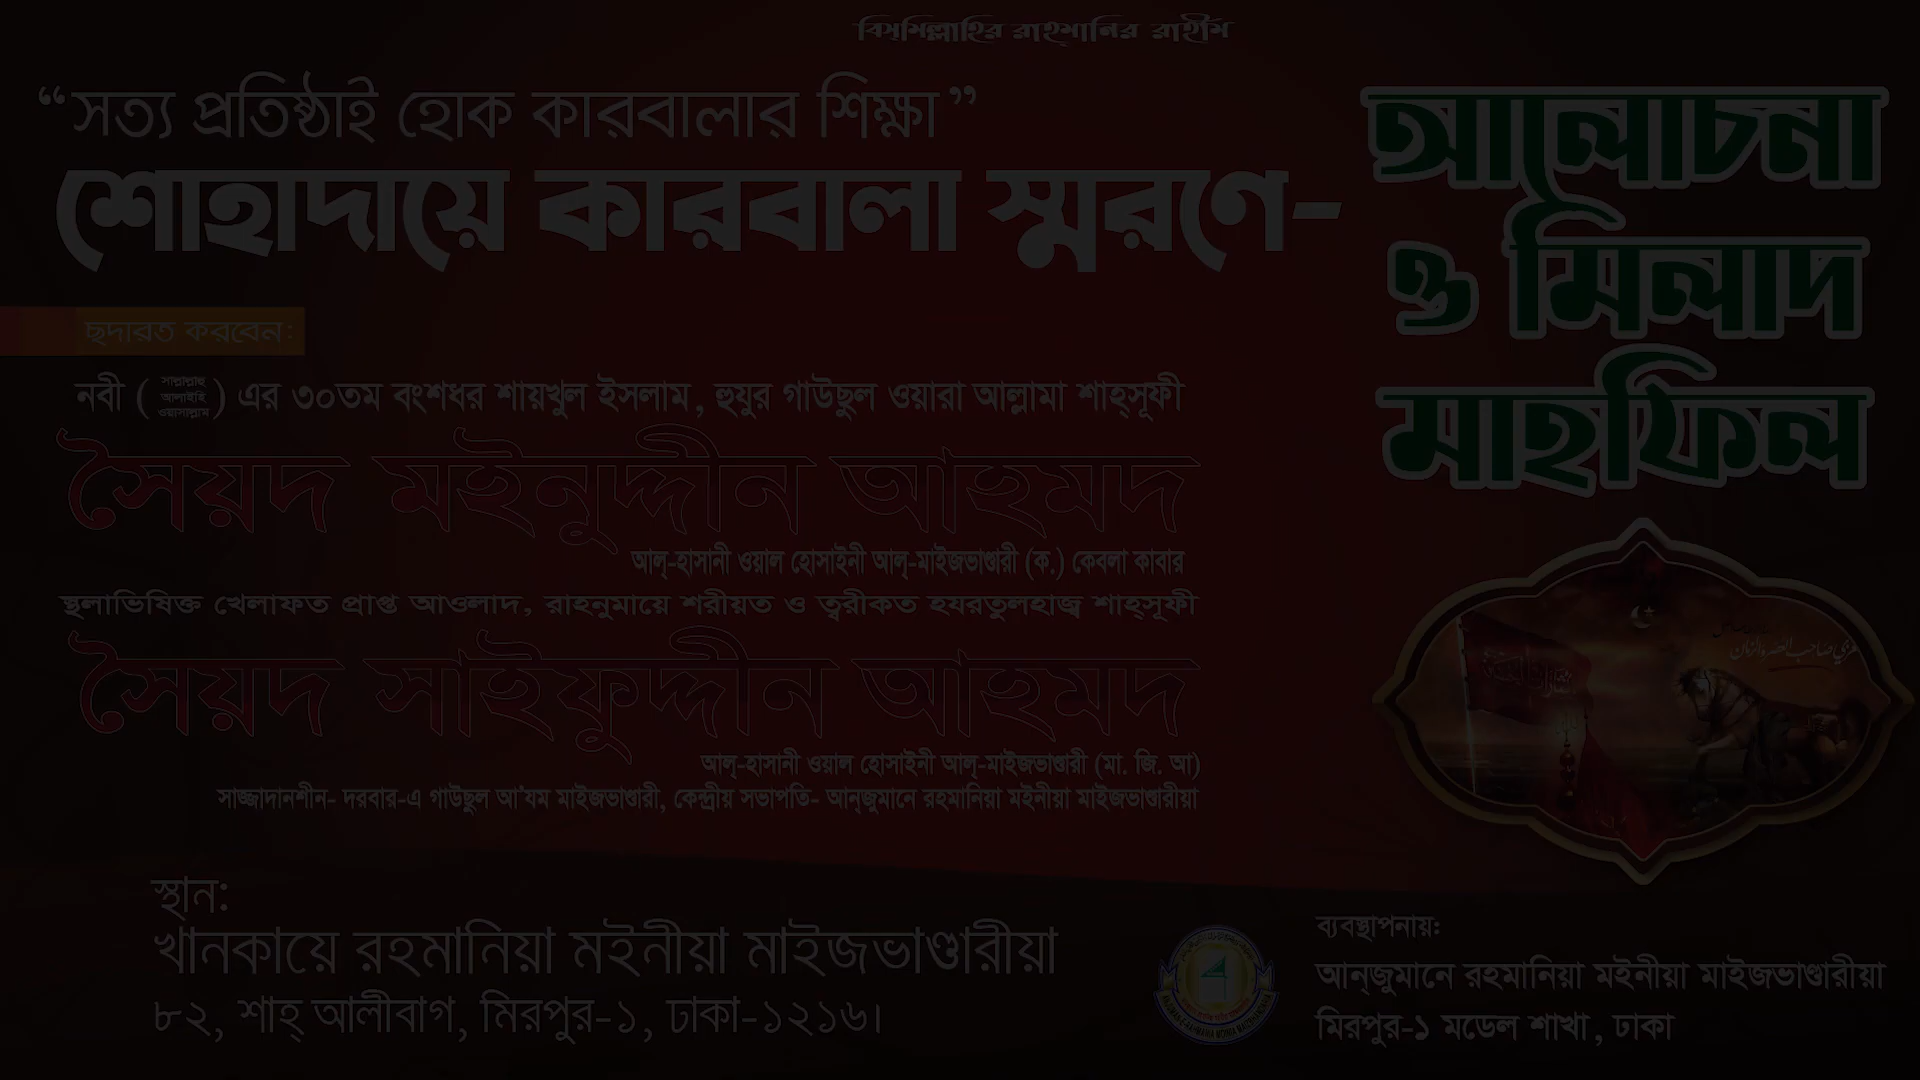 বিস্‌মিল্লাহির রাহ্‌মানির রাহীম
“সত্য প্রতিষ্ঠাই হোক কারবালার শিক্ষা”
শোহাদায়ে কারবালা স্মরণে-
আলোচনা
ও মিলাদ
মাহফিল
ছদারত করবেন:
নবী (সাল্লাল্লাহু আলাইহি ওয়াসাল্লাম) এর ৩০তম বংশধর শায়খুল ইসলাম, হুযুর গাউছুল ওয়ারা আল্লামা শাহ্‌সূফী
সৈয়দ মইনুদ্দীন আহমদ
আল্‌-হাসানী ওয়াল হোসাইনী আল্‌-মাইজভাণ্ডারী (ক.) কেবলা কাবার
স্থলাভিষিক্ত খেলাফত প্রাপ্ত আওলাদ, রাহনুমায়ে শরীয়ত ও ত্বরীকত হযরতুলহাজ্ব শাহ্‌সূফী
সৈয়দ সাইফুদ্দীন আহমদ
আল্‌-হাসানী ওয়াল হোসাইনী আল্‌-মাইজভাণ্ডারী (মা. জি. আ)
সাজ্জাদানশীন- দরবার-এ গাউছুল আ'যম মাইজভাণ্ডারী, কেন্দ্রীয় সভাপতি- আন্‌জুমানে রহমানিয়া মইনীয়া মাইজভাণ্ডারীয়া
স্থান:
খানকায়ে রহমানিয়া মইনীয়া মাইজভাণ্ডারীয়া
৮২, শাহ্‌ আলীবাগ, মিরপুর-১, ঢাকা-১২১৬।
ব্যবস্থাপনায়:
আন্‌জুমানে রহমানিয়া মইনীয়া মাইজভাণ্ডারীয়া
মিরপুর-১ মডেল শাখা, ঢাকা